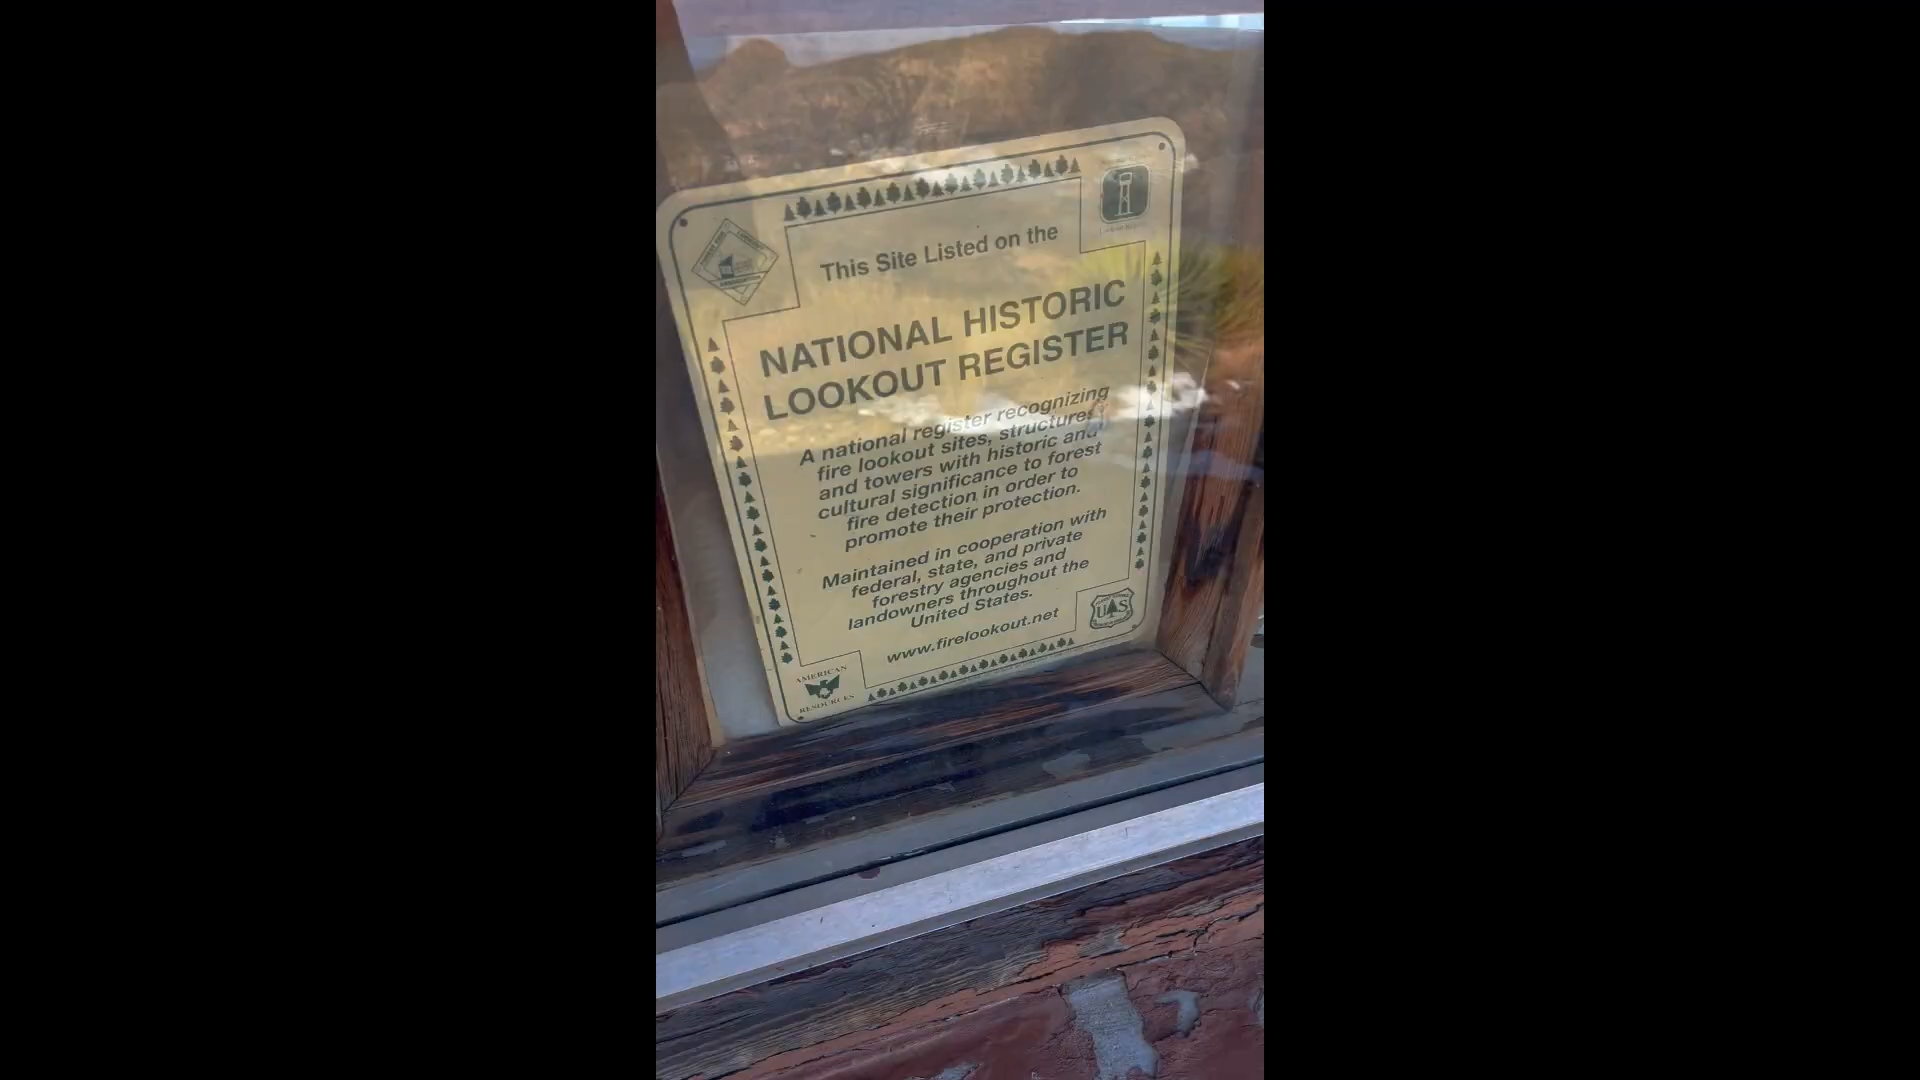 This Site Listed on the
NATIONAL HISTORIC
LOOKOUT REGISTER
A national register recognizing
fire lookout sites, structures
and towers with historic and
cultural significance to forest
fire detection in order to
promote their protection.
Maintained in cooperation with
federal, state, and private
forestry agencies and
landowners throughout the
United States.
www.firelookout.net
UAS
AMERICAN
RESOURCES